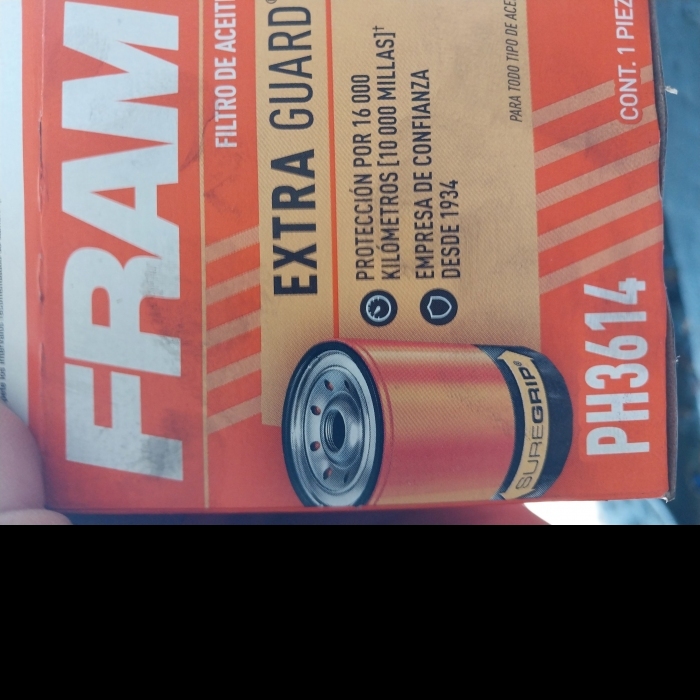 FRAM
FILTRO DE ACEIT
EXTRA GUARD®
PROTECCIÓN POR 16 000
KILÓMETROS [10 000 MILLAS]†
EMPRESA DE CONFIANZA
DESDE 1934
PARA TODO TIPO DE ACE
SUREGRIP®
PH3614
CONT. 1 PIEZ